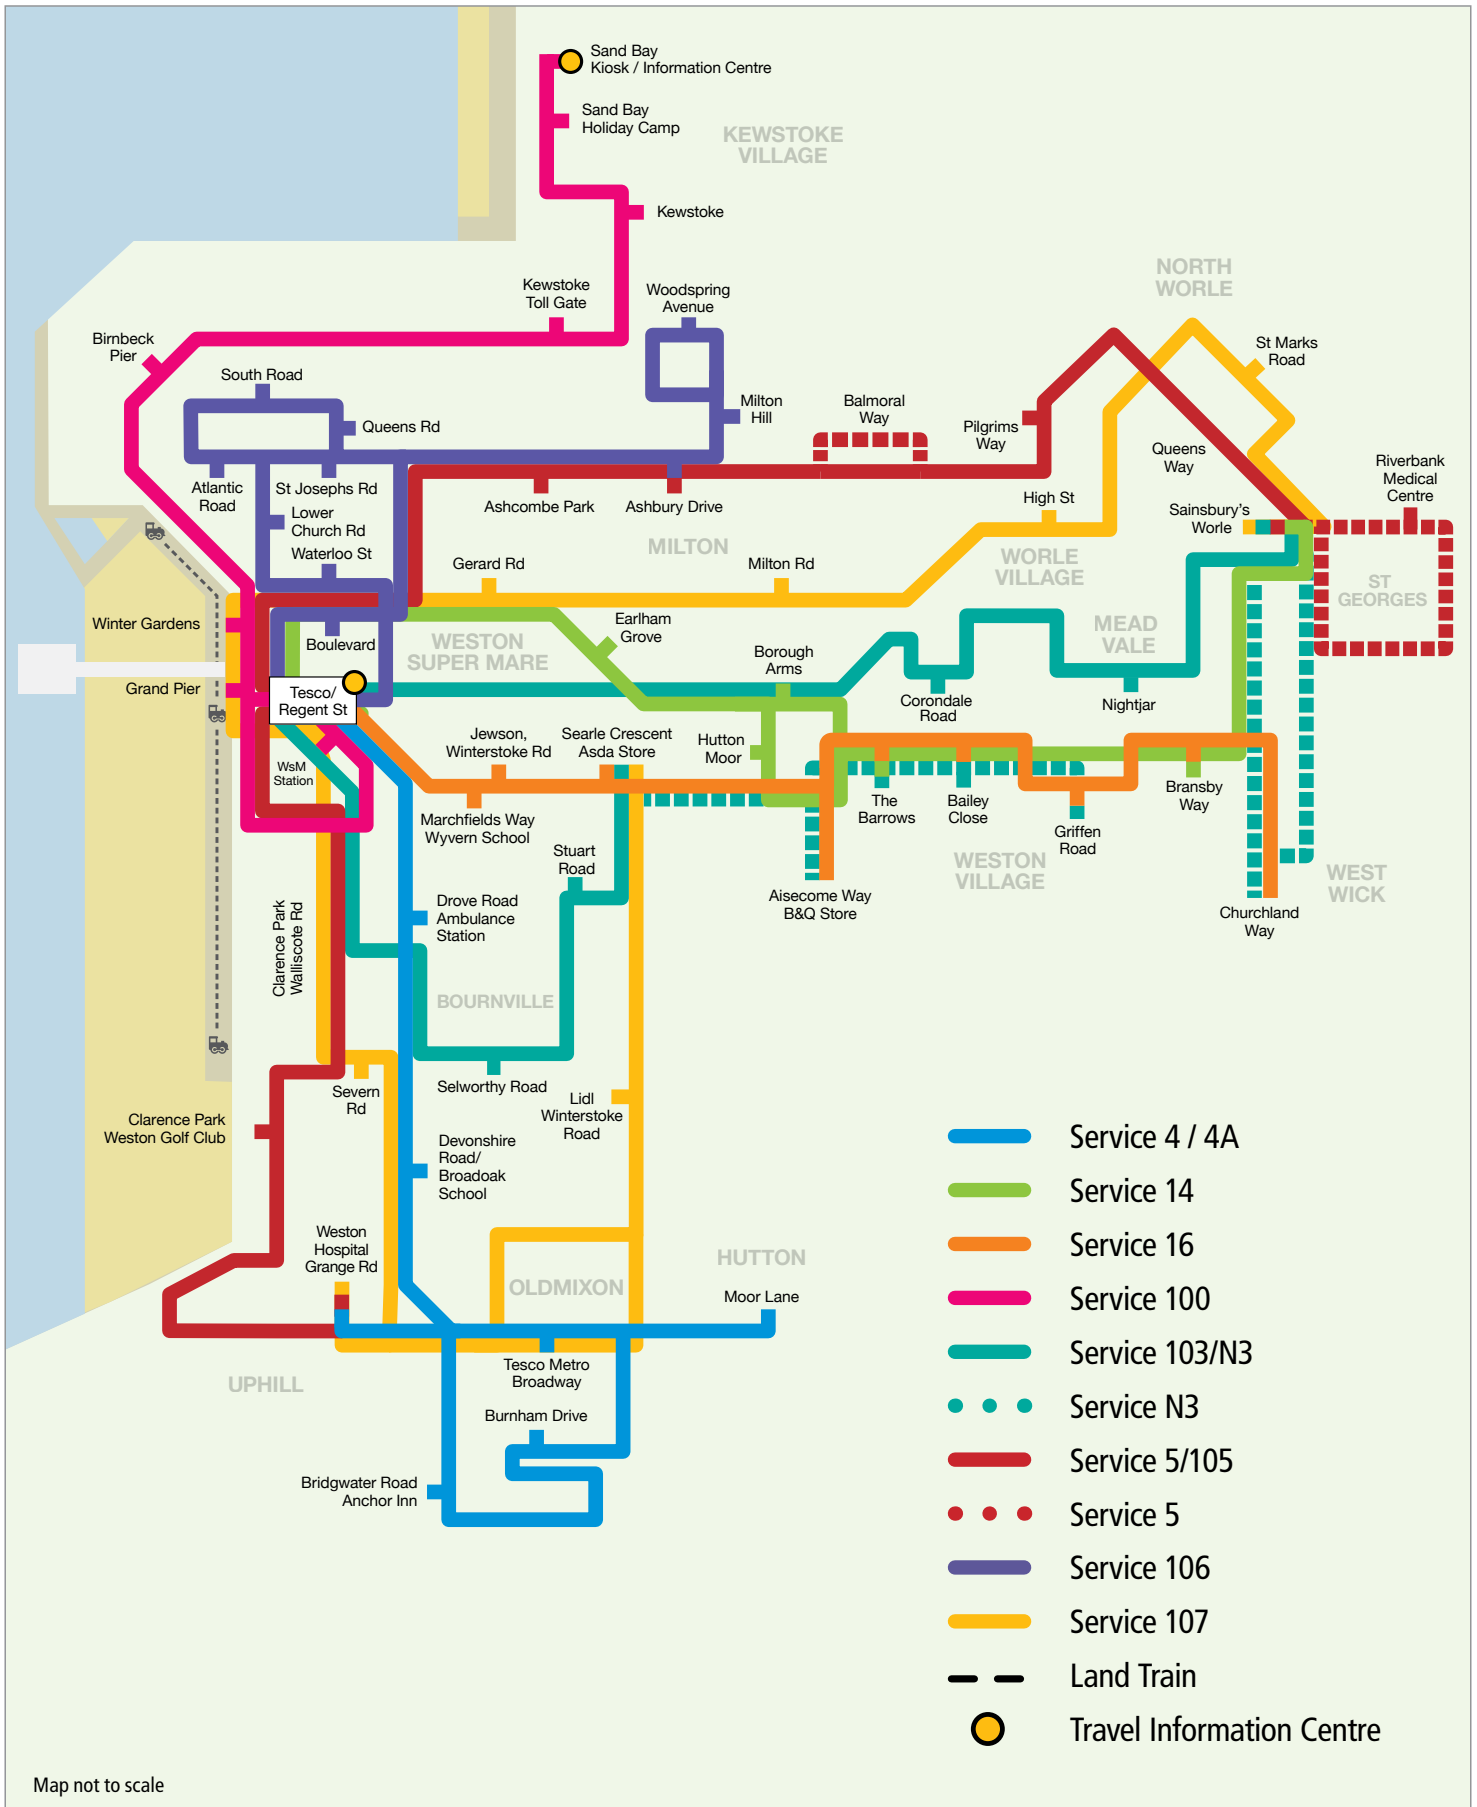 Sand Bay
Kiosk / Information Centre
Sand Bay
Holiday Camp
KEWSTOKE
VILLAGE
Kewstoke
NORTH
WORLE
Kewstoke
Toll Gate
Woodspring
Avenue
Birnbeck
Pier
St Marks
Road
South Road
Milton
Hill
Balmoral
Way
Pilgrims
Way
Queens Rd
Queens
Way
Riverbank
Medical
Centre
Atlantic
Road
St Josephs Rd
Lower
Church Rd
Waterloo St
Ashcombe Park
Ashbury Drive
High St
Sainsbury's
Worle
MILTON
WORLE
VILLAGE
Gerard Rd
Milton Rd
ST
GEORGES
Winter Gardens
Boulevard
WESTON
SUPER MARE
Earlham
Grove
MEAD
VALE
Borough
Arms
Grand Pier
Tesco/
Regent St
Corondale
Road
Nightjar
WsM
Station
Jewson,
Winterstoke Rd
Searle Crescent
Asda Store
Hutton
Moor
Marchfields Way
Wyvern School
The
Barrows
Bailey
Close
Griffen
Road
Bransby
Way
Stuart
Road
WESTON
VILLAGE
WEST
WICK
Aisecome Way
B&Q Store
Churchland
Way
Drove Road
Ambulance
Station
Clarence Park
Walliscote Rd
BOURNVILLE
Severn
Rd
Selworthy Road
Lidl
Winterstoke
Road
Clarence Park
Weston Golf Club
Devonshire
Road/
Broadoak
School
Weston
Hospital
Grange Rd
OLDMIXON
HUTTON
Moor Lane
UPHILL
Tesco Metro
Broadway
Burnham Drive
Bridgwater Road
Anchor Inn
Service 4 / 4A
Service 14
Service 16
Service 100
Service 103/N3
Service N3
Service 5/105
Service 5
Service 106
Service 107
Land Train
Travel Information Centre
Map not to scale